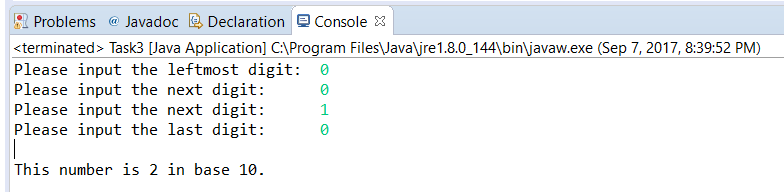 Problems @ Javadoc Declaration Console
<terminated> Task3 [Java Application] C:\Program Files\Java\jre1.8.0_144\bin\javaw.exe (Sep 7, 2017, 8:39:52 PM)
Please input the leftmost digit: 0
Please input the next digit: 0
Please input the next digit: 1
Please input the last digit: 0
This number is 2 in base 10.